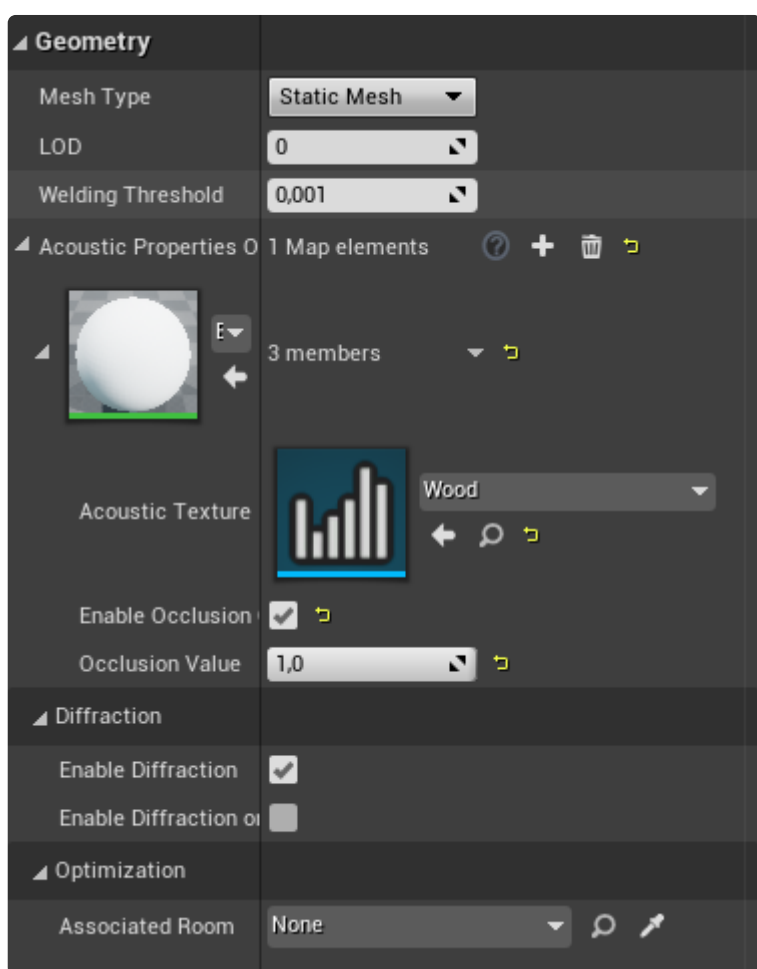 Geometry
Mesh Type Static Mesh
LOD 0
Welding Threshold 0,001
Acoustic Properties O 1 Map elements
3 members
Acoustic Texture Wood
Enable Occlusion
Occlusion Value 1,0
Diffraction
Enable Diffraction
Enable Diffraction
Optimization
Associated Room None